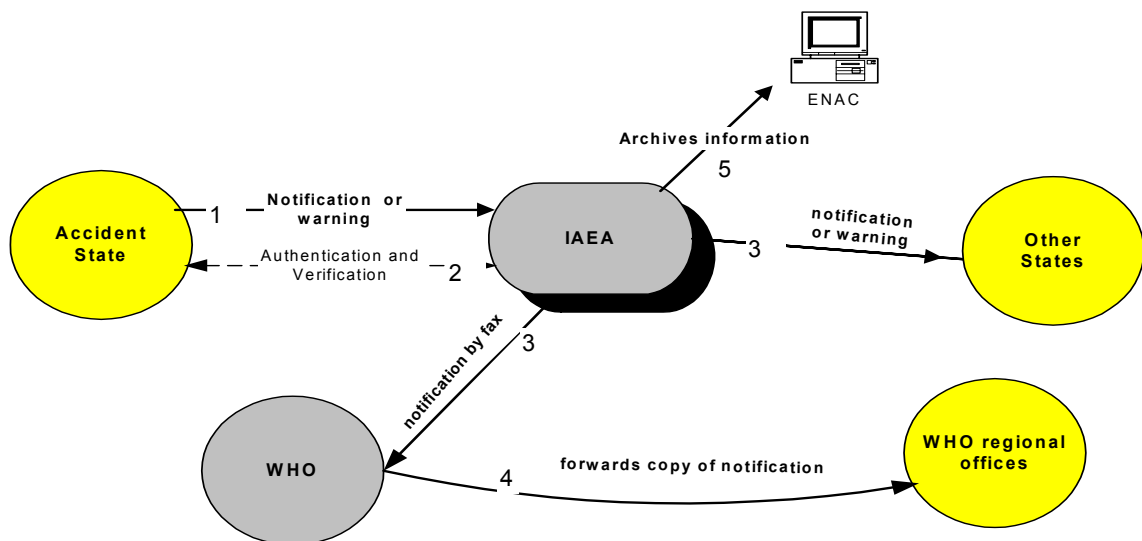 ENAC
Archives information
5
1
Notification or
warning
Accident
State
Authentication and
Verification
2
IAEA
3
notification
or warning
Other
States
3
notification by fax
WHO
4
forwards copy of notification
WHO regional
offices